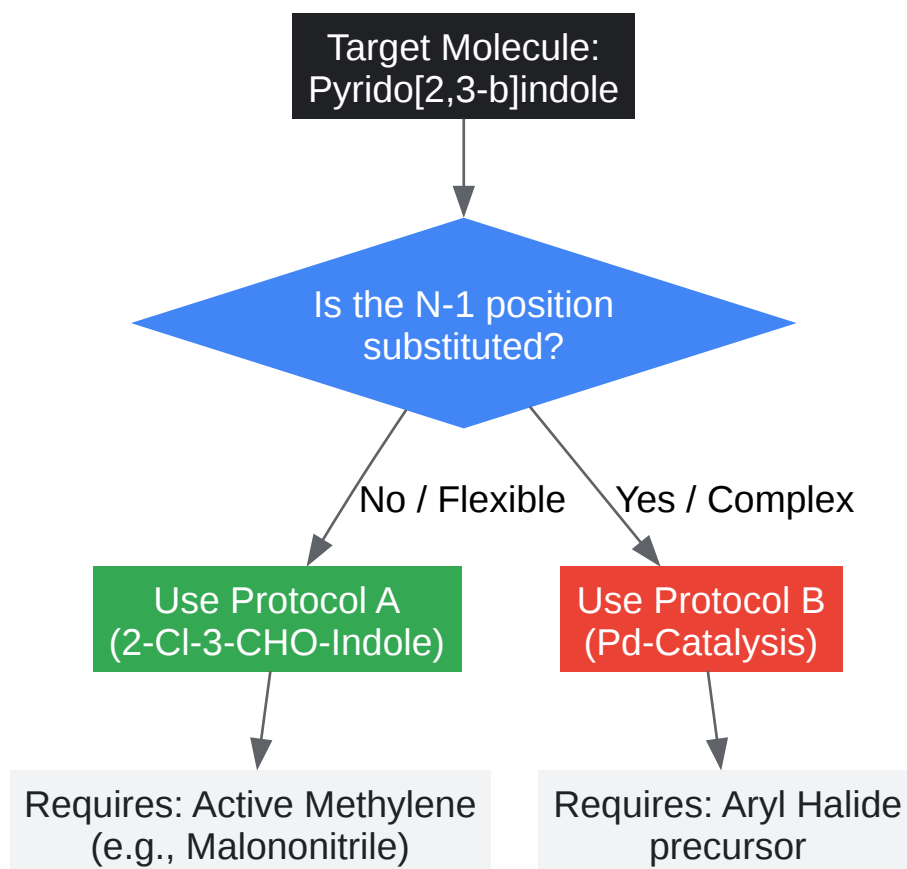 Target Molecule:
Pyrido[2,3-b]indole
Is the N-1 position
substituted?
No / Flexible
Yes / Complex
Use Protocol A
(2-Cl-3-CHO-Indole)
Use Protocol B
(Pd-Catalysis)
Requires: Active Methylene
(e.g., Malononitrile)
Requires: Aryl Halide
precursor